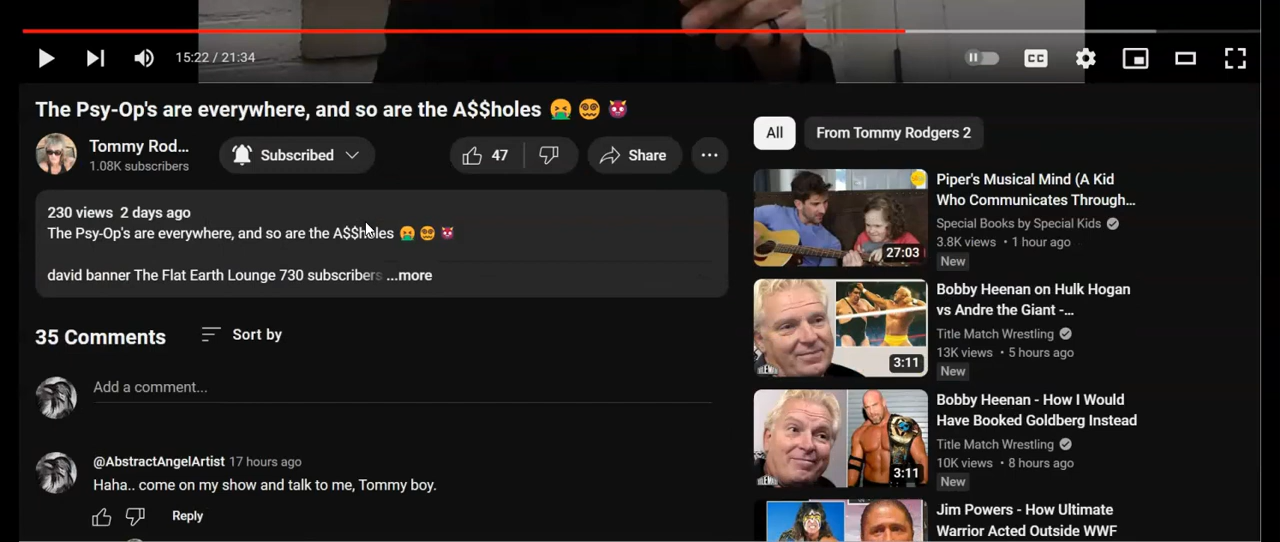 15:22 / 21:34
CC
The Psy-Op's are everywhere, and so are the A$$holes 🤮 😵‍💫 😈
Tommy Rod...
1.08K subscribers
Subscribed
47
Share
230 views 2 days ago
The Psy-Op's are everywhere, and so are the A$$holes 🤮 😵‍💫 😈
david banner The Flat Earth Lounge 730 subscribers ...more
35 Comments
Sort by
Add a comment...
@AbstractAngelArtist 17 hours ago
Haha.. come on my show and talk to me, Tommy boy.
Reply
All
From Tommy Rodgers 2
27:03
Piper's Musical Mind (A Kid
Who Communicates Through...
Special Books by Special Kids
3.8K views • 1 hour ago
New
3:11
Bobby Heenan on Hulk Hogan
vs Andre the Giant -...
Title Match Wrestling
13K views • 5 hours ago
New
3:11
Bobby Heenan - How I Would
Have Booked Goldberg Instead
Title Match Wrestling
10K views • 8 hours ago
New
Jim Powers - How Ultimate
Warrior Acted Outside WWF